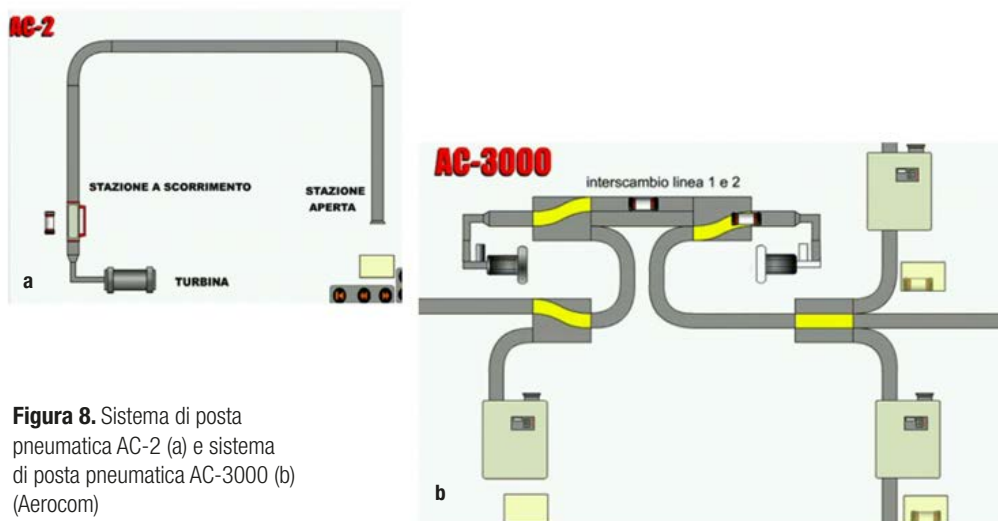 AC-2
STAZIONE A SCORRIMENTO
STAZIONE
APERTA
TURBINA
a
AC-3000
interscambio linea 1 e 2
b
Figura 8. Sistema di posta
pneumatica AC-2 (a) e sistema
di posta pneumatica AC-3000 (b)
(Aerocom)